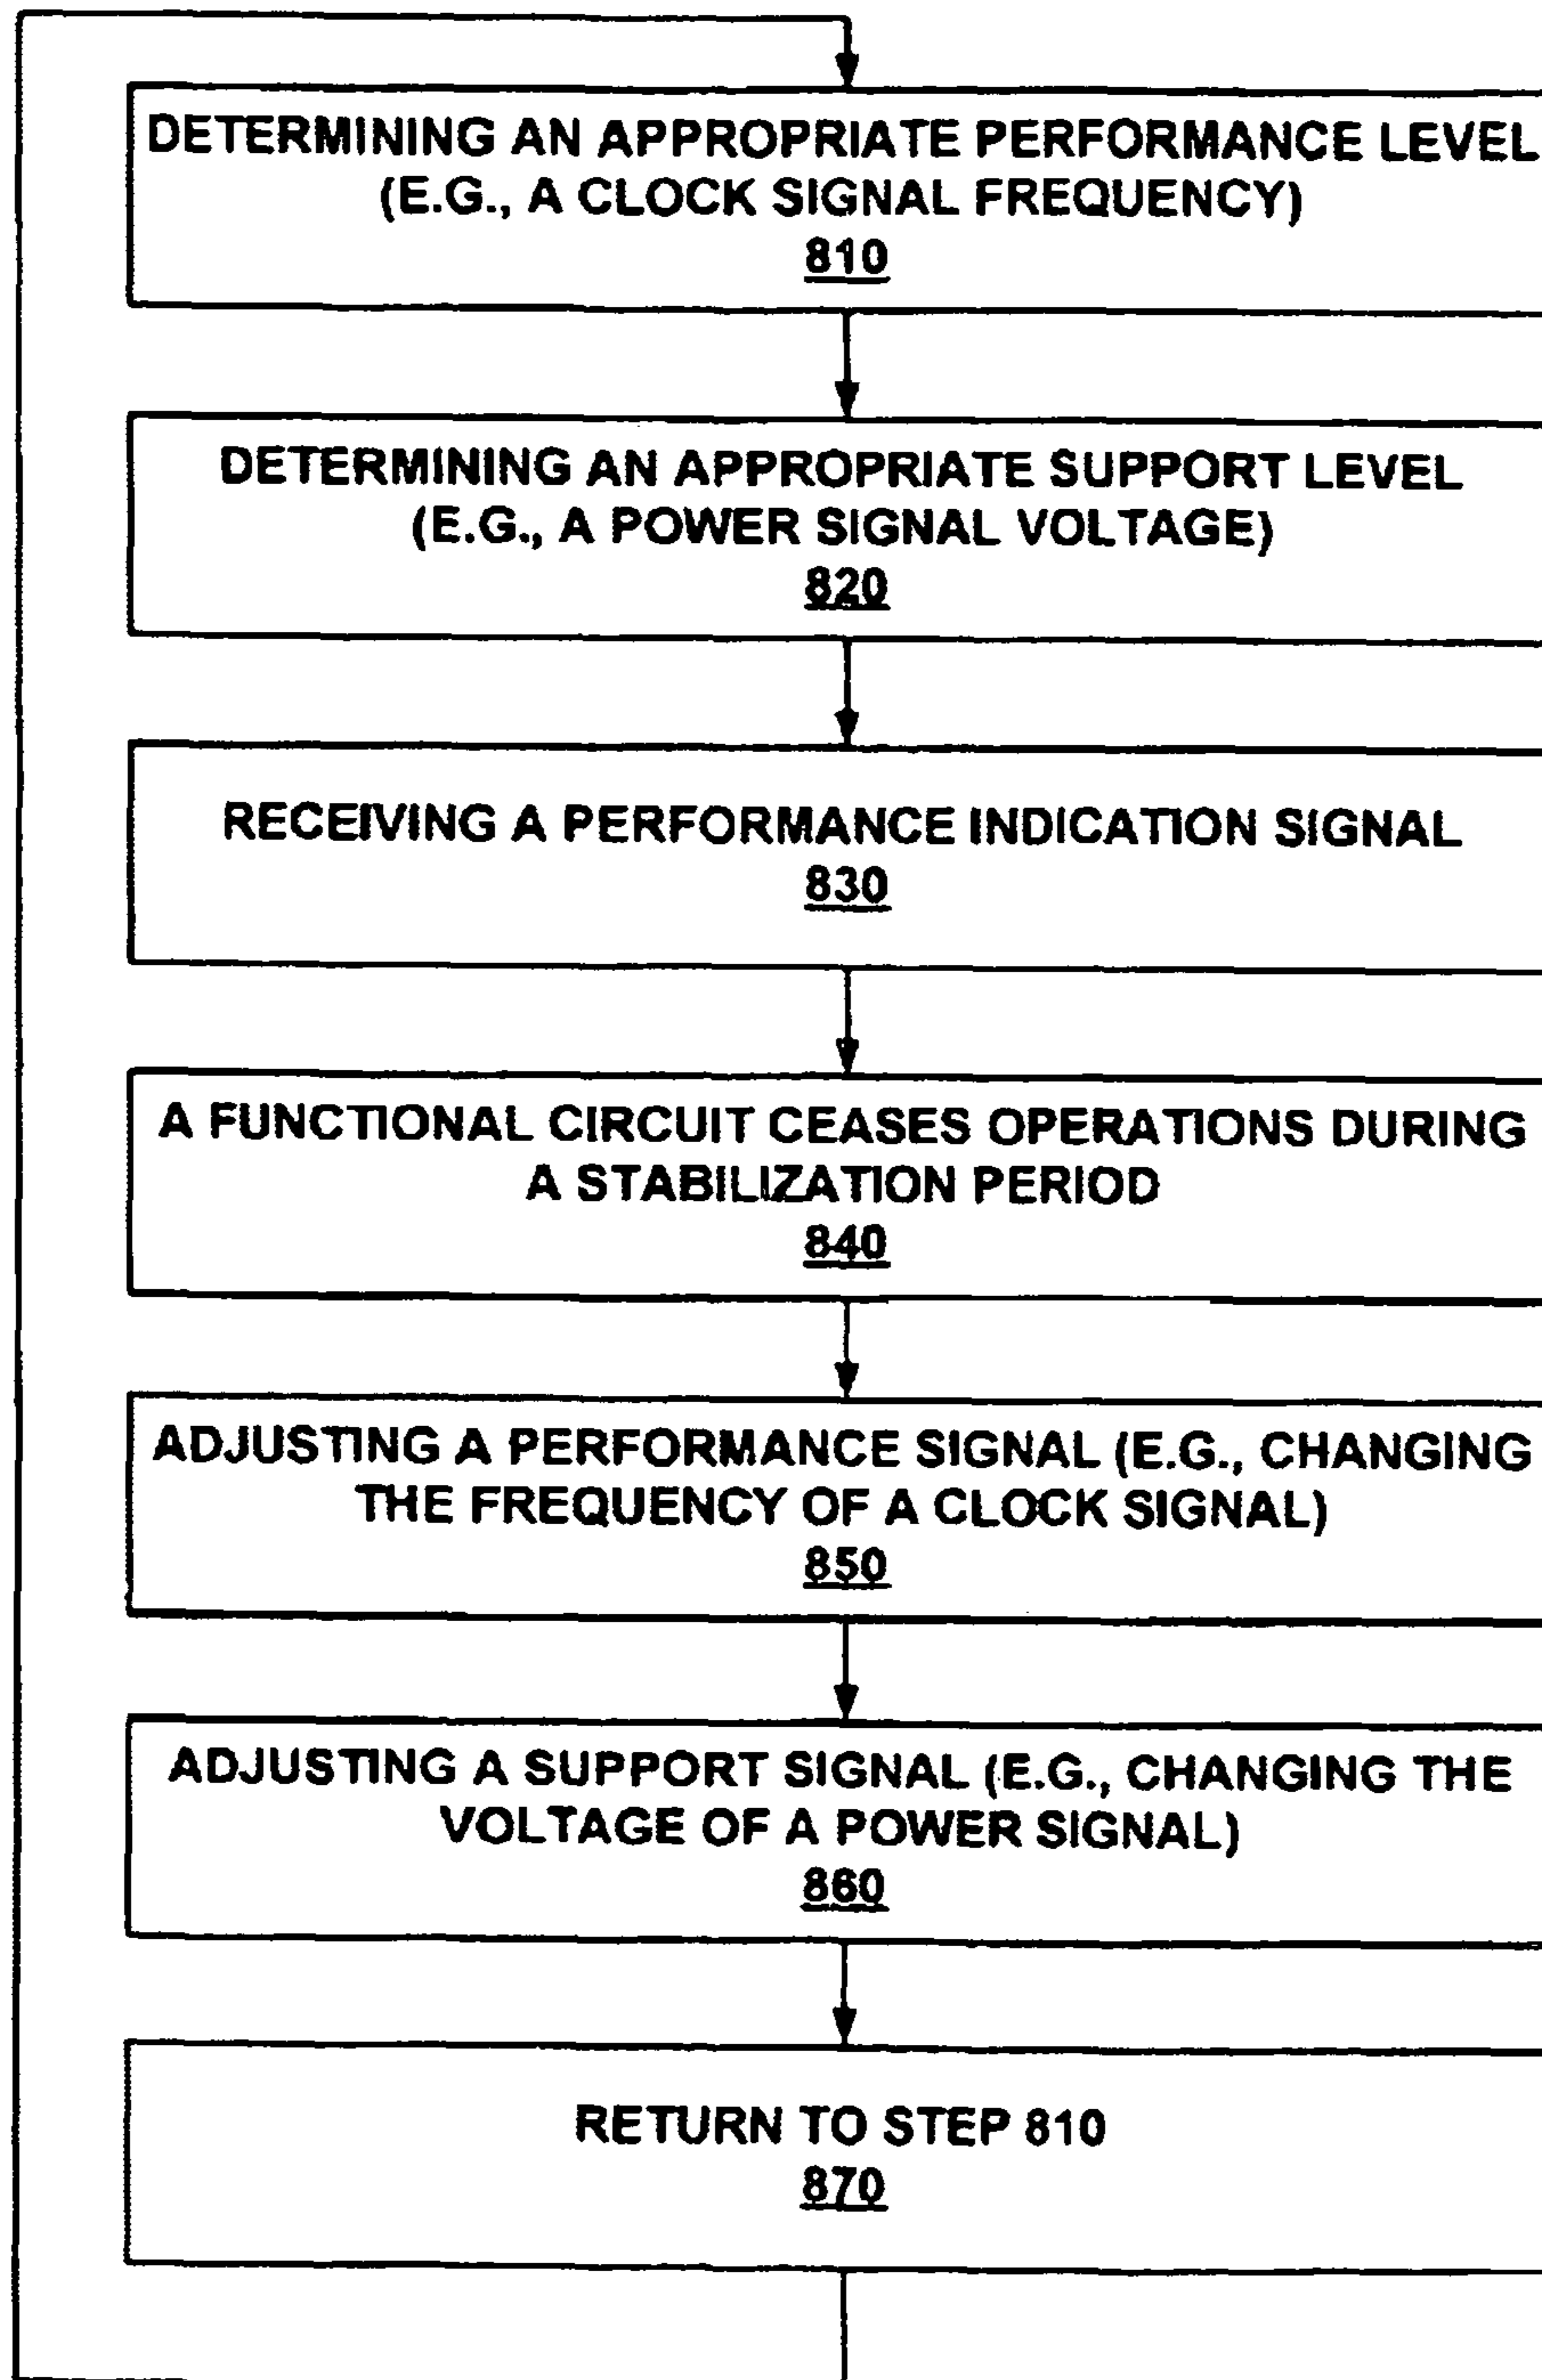 DETERMINING AN APPROPRIATE PERFORMANCE LEVEL
(E.G., A CLOCK SIGNAL FREQUENCY)
810
DETERMINING AN APPROPRIATE SUPPORT LEVEL
(E.G., A POWER SIGNAL VOLTAGE)
820
RECEIVING A PERFORMANCE INDICATION SIGNAL
830
A FUNCTIONAL CIRCUIT CEASES OPERATIONS DURING
A STABILIZATION PERIOD
840
ADJUSTING A PERFORMANCE SIGNAL (E.G., CHANGING
THE FREQUENCY OF A CLOCK SIGNAL)
850
ADJUSTING A SUPPORT SIGNAL (E.G., CHANGING THE
VOLTAGE OF A POWER SIGNAL)
860
RETURN TO STEP 810
870